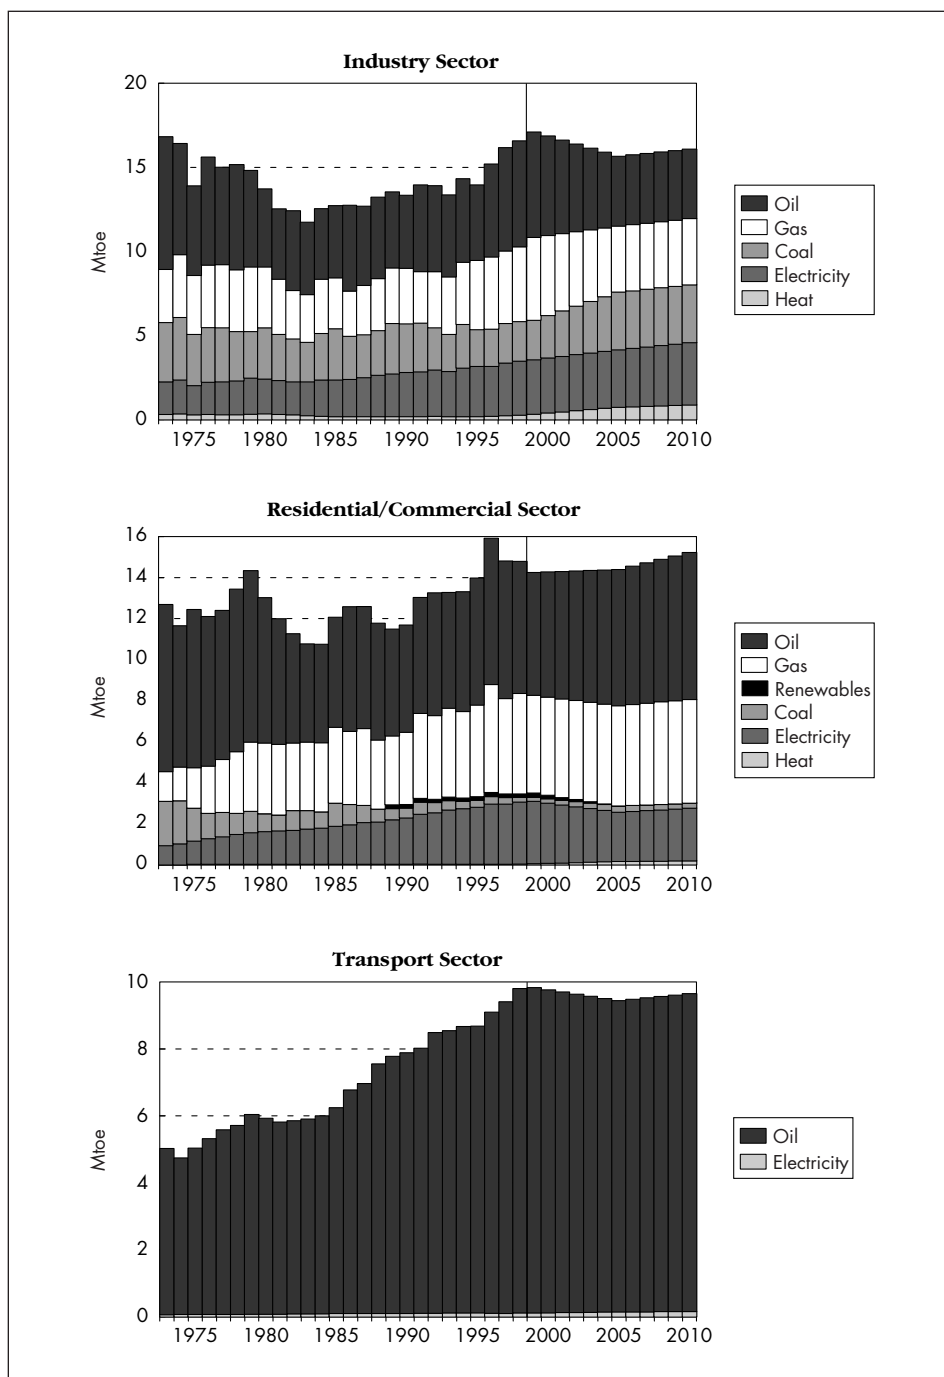 Industry Sector
20
15
10
5
0
Mtoe
1975 1980 1985 1990 1995 2000 2005 2010
Oil
Gas
Coal
Electricity
Heat
Residential/Commercial Sector
16
14
12
10
8
6
4
2
0
Mtoe
1975 1980 1985 1990 1995 2000 2005 2010
Oil
Gas
Renewables
Coal
Electricity
Heat
Transport Sector
10
8
6
4
2
0
Mtoe
1975 1980 1985 1990 1995 2000 2005 2010
Oil
Electricity